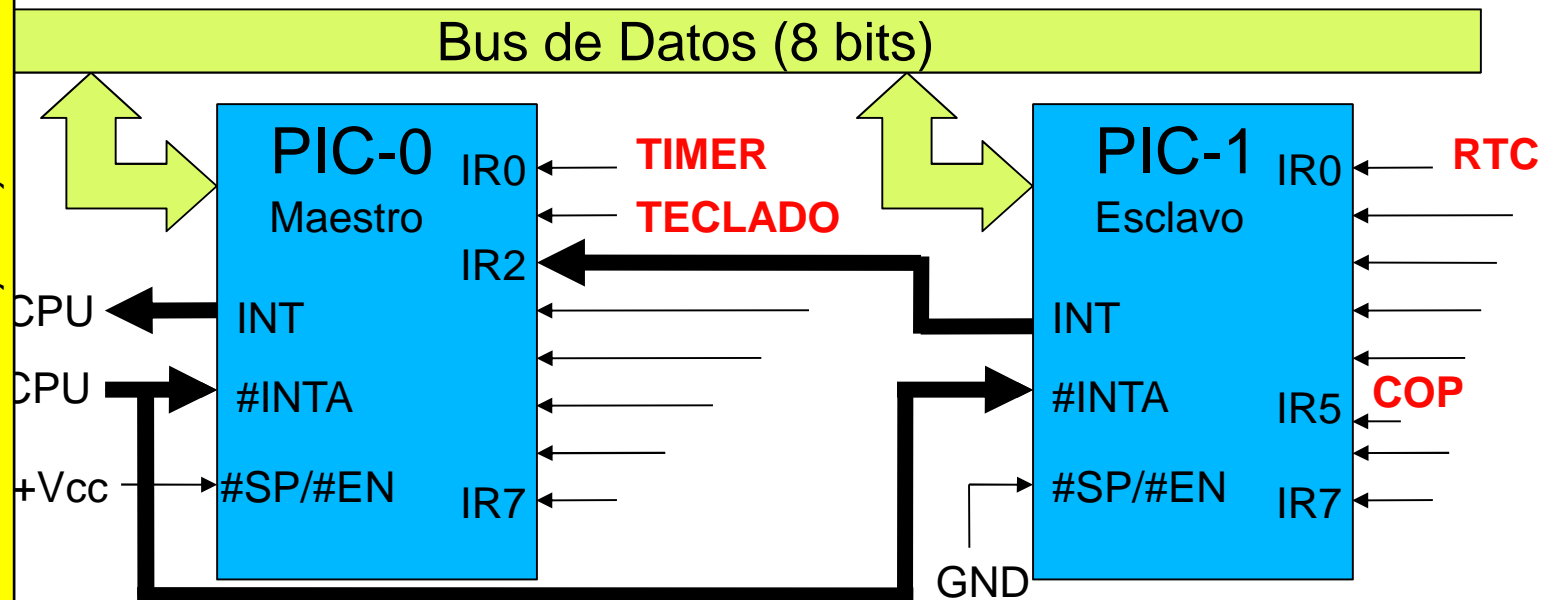 Bus de Datos (8 bits)
PIC-0
Maestro
IR0
TIMER
TECLADO
IR2
CPU
INT
CPU
#INTA
+Vcc
#SP/#EN
IR7
PIC-1
Esclavo
IR0
RTC
INT
#INTA
COP
IR5
#SP/#EN
IR7
GND